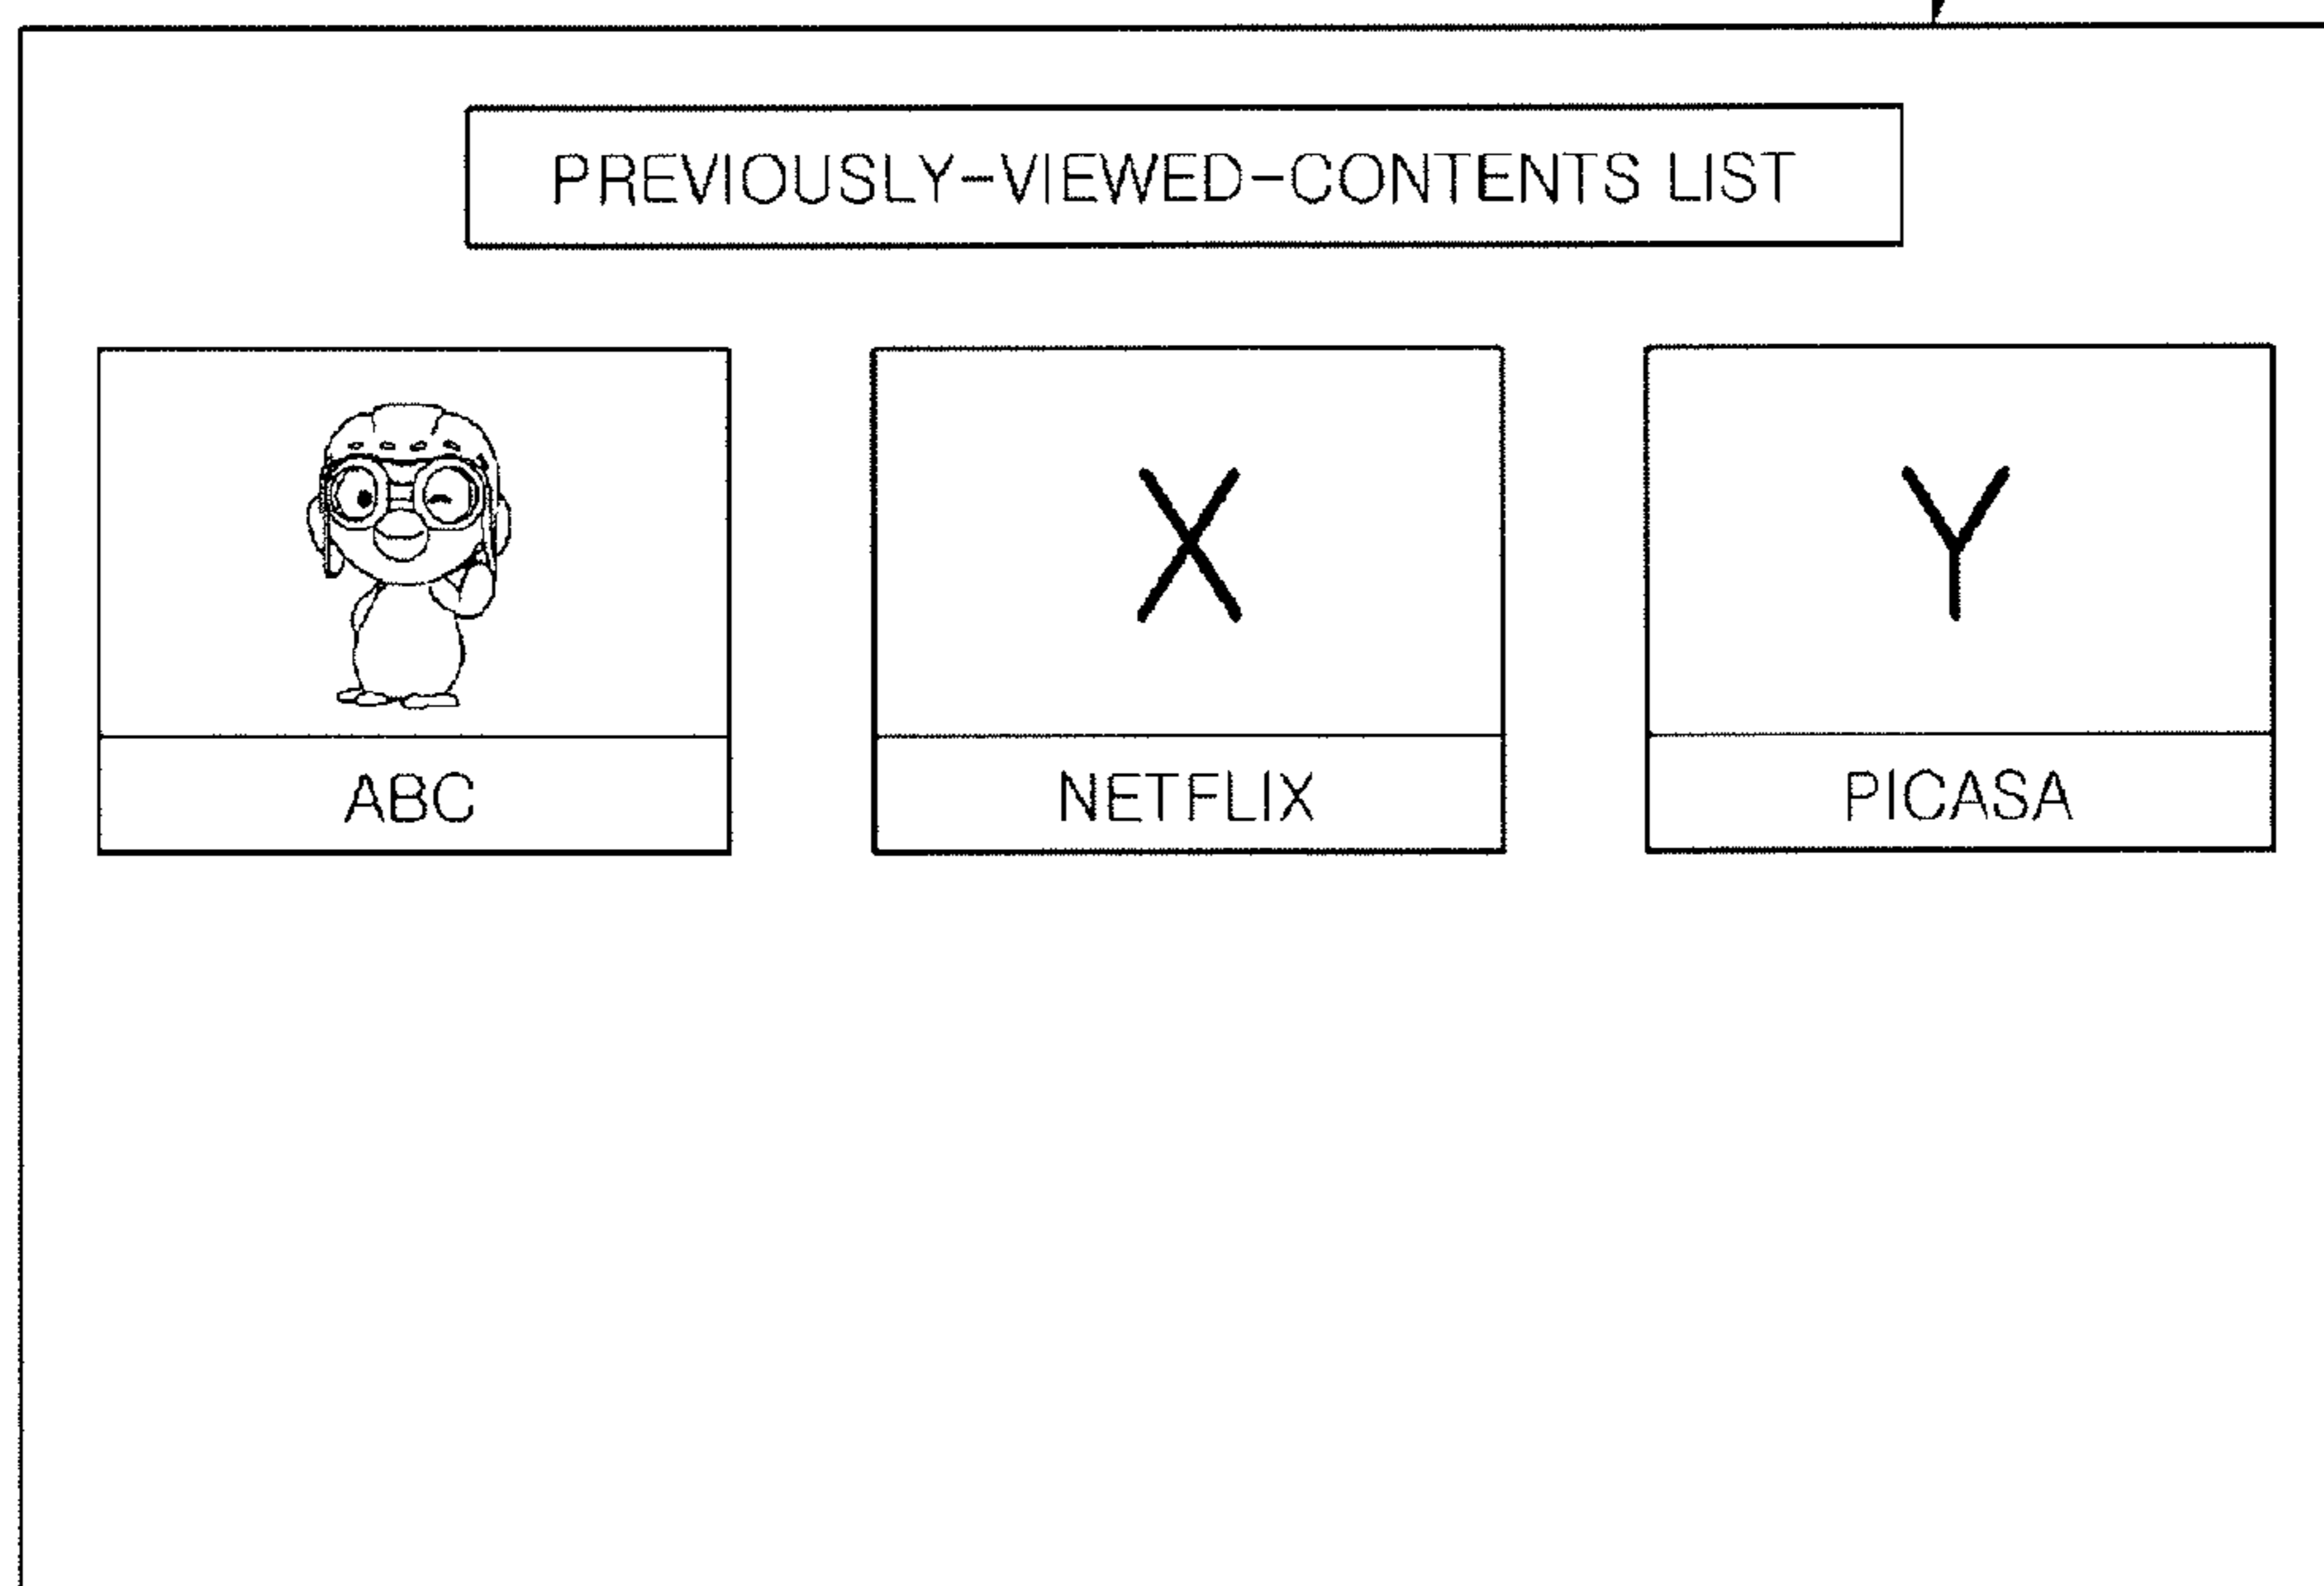 PREVIOUSLY-VIEWED-CONTENTS LIST
X
Y
ABC
NETFLIX
PICASA